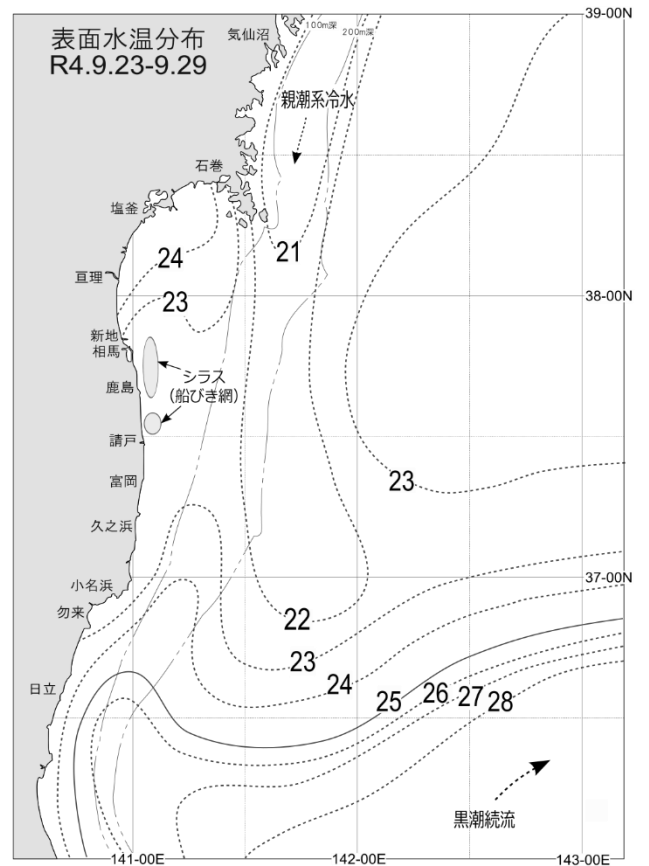 表面水温分布
R4.9.23-9.29
気仙沼
100m深
200m深
39-00N
親潮系冷水
石巻
塩釜
24
21
亘理
23
38-00N
新地
相馬
シラス
(船びき網)
鹿島
請戸
23
富岡
久之浜
37-00N
小名浜
勿来
22
23
24
日立
25
26
27
28
黒潮続流
141-00E
142-00E
143-00E